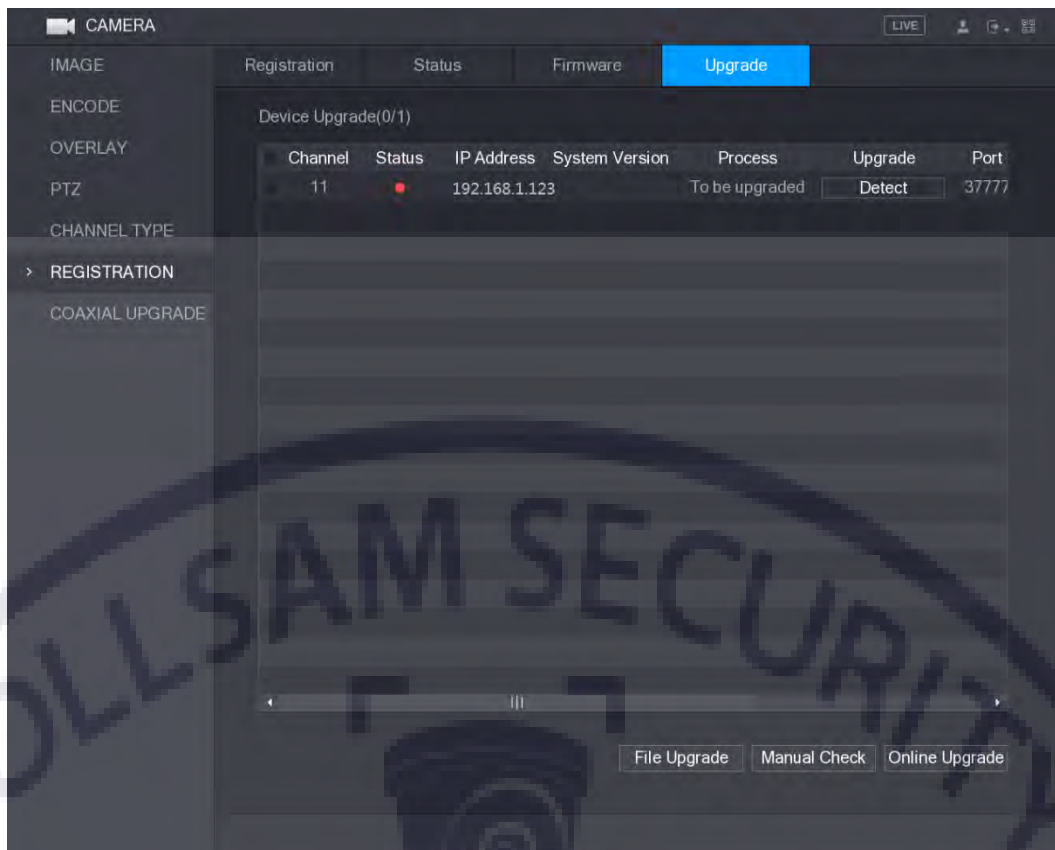 CAMERA LIVE
IMAGE
ENCODE
OVERLAY
PTZ
CHANNEL TYPE
> REGISTRATION
COAXIAL UPGRADE
Registration Status Firmware Upgrade
Device Upgrade(0/1)
Channel Status IP Address System Version Process Upgrade Port
11 192.168.1.123 To be upgraded Detect 37777
File Upgrade Manual Check Online Upgrade
OLLSAM SECURITY